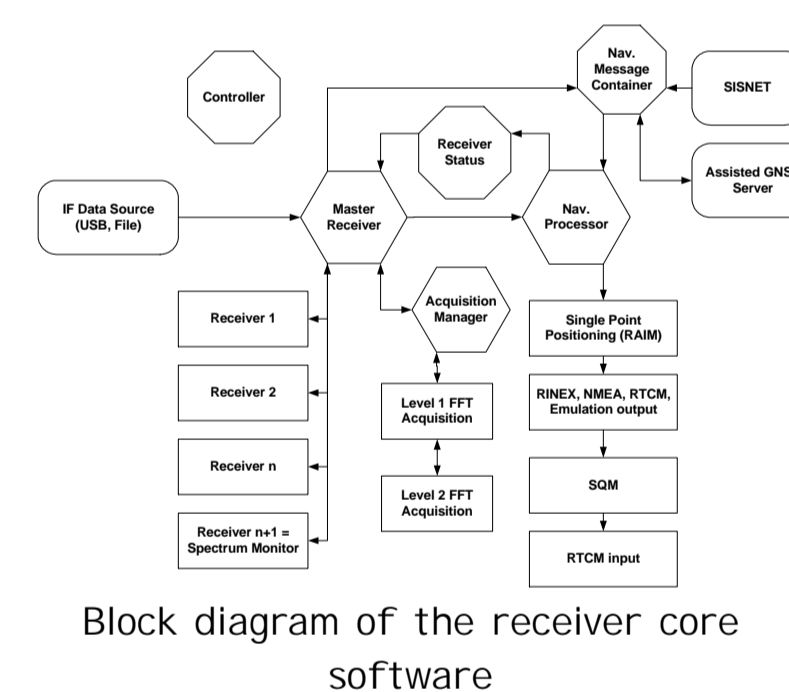 Nav.
Message
Container
Controller
SISNET
Receiver
Status
Assisted GNS
Server
IF Data Source
(USB, File)
Master
Receiver
Nav.
Processor
Receiver 1
Acquisition
Manager
Single Point
Positioning (RAIM)
Receiver 2
Level 1 FFT
Acquisition
RINEX, NMEA, RTCM,
Emulation output
Receiver n
Level 2 FFT
Acquisition
SQM
Receiver n+1 =
Spectrum Monitor
RTCM input
Block diagram of the receiver core
software